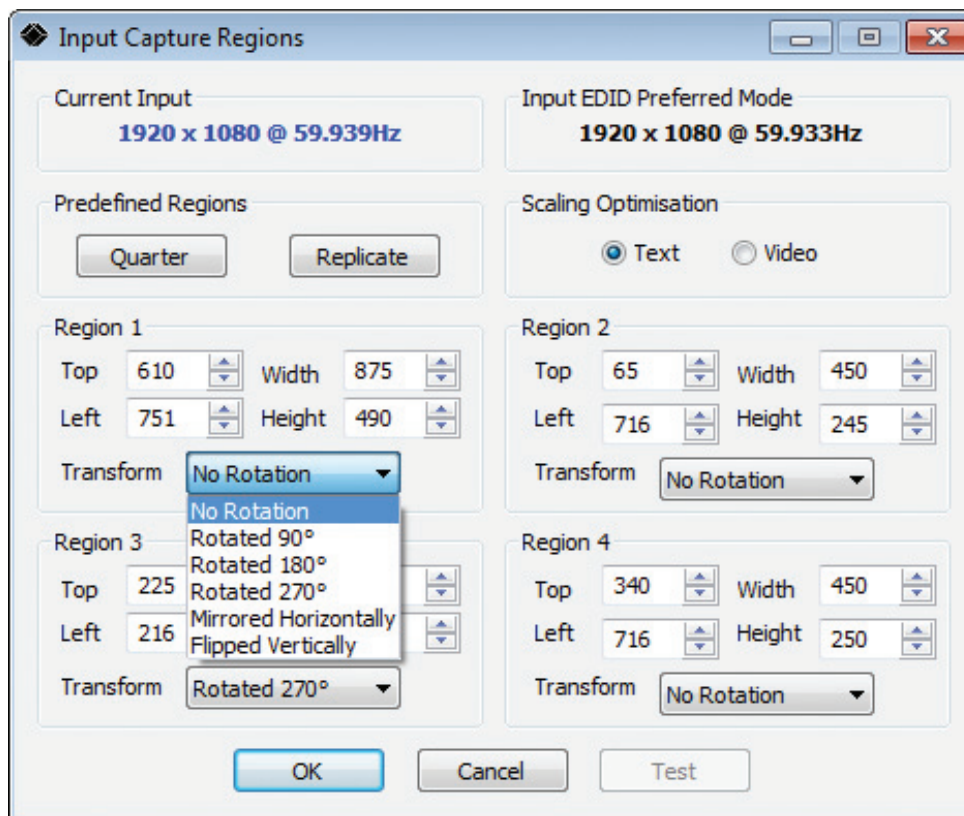 Input Capture Regions
Current Input
1920 x 1080 @ 59.939Hz
Input EDID Preferred Mode
1920 x 1080 @ 59.933Hz
Predefined Regions
Quarter Replicate
Scaling Optimisation
Text Video
Region 1
Top 610 Width 875
Left 751 Height 490
Transform No Rotation
No Rotation
Rotated 90°
Rotated 180°
Rotated 270°
Mirrored Horizontally
Flipped Vertically
Region 2
Top 65 Width 450
Left 716 Height 245
Transform No Rotation
Region 3
Top 225
Left 216
Transform Rotated 270°
Region 4
Top 340 Width 450
Left 716 Height 250
Transform No Rotation
OK Cancel Test